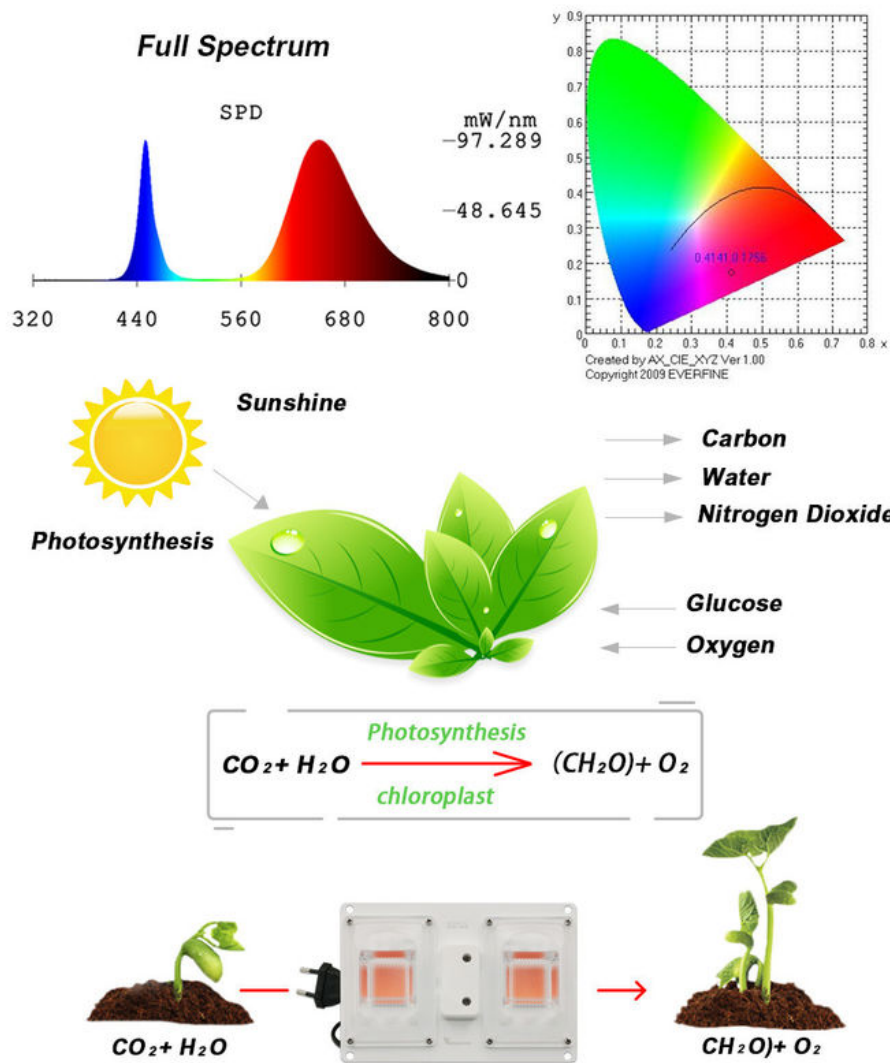 Full Spectrum
SPD
mW/nm
97.289
48.645
0
320 440 560 680 800
y
0.9
0.8
0.7
0.6
0.5
0.4
0.3
0.2
0.1
0
0.4141,0.1756
0 0.1 0.2 0.3 0.4 0.5 0.6 0.7 0.8 x
Created by AX_CIE_XYZ Ver 1.00
Copyright 2009 EVERFINE
Sunshine
Photosynthesis
Carbon
Water
Nitrogen Dioxide
Glucose
Oxygen
Photosynthesis
CO₂+ H₂O (CH₂O)+ O₂
chloroplast
CO₂+ H₂O
CH₂O)+ O₂